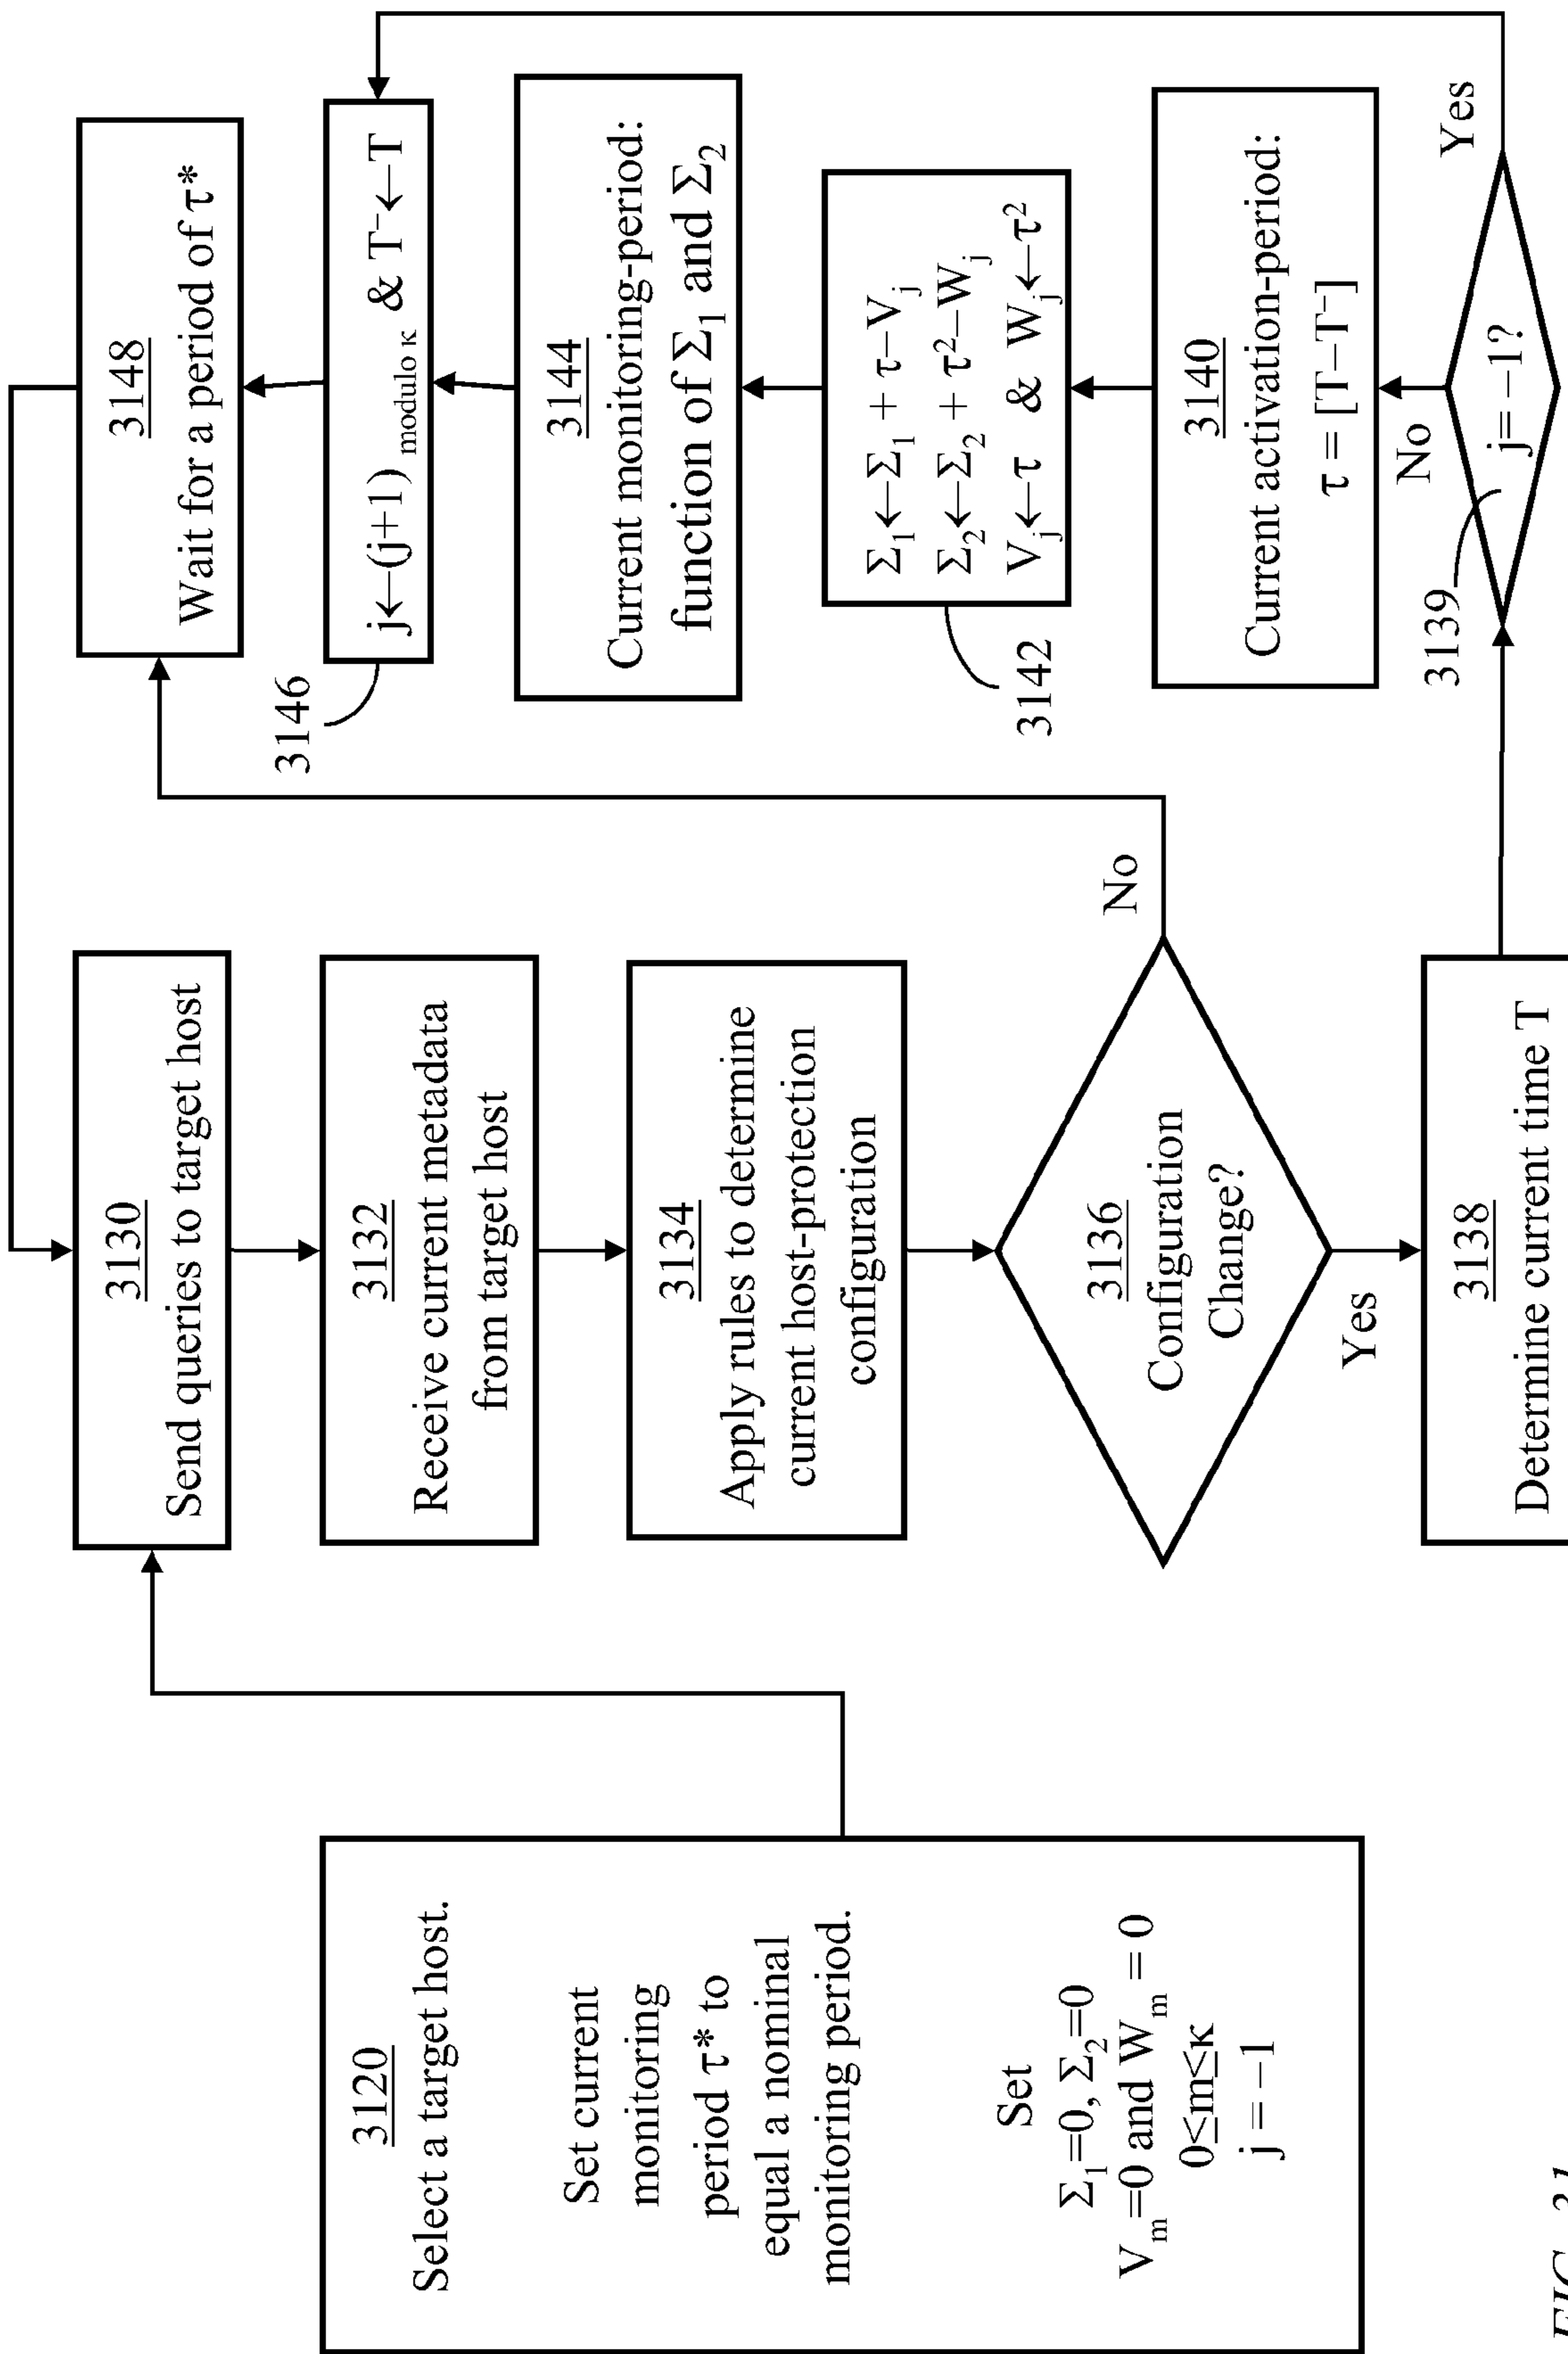 3120
Select a target host.
Set current
monitoring
period τ* to
equal a nominal
monitoring period.
Set
Σ₁=0, Σ₂=0
Vₘ=0 and Wₘ = 0
0≤m≤κ
j = −1
3130
Send queries to target host
3132
Receive current metadata
from target host
3134
Apply rules to determine
current host-protection
configuration
3136
Configuration
Change?
No
Yes
3138
Determine current time T
3139
j= −1?
Yes
No
3140
Current activation-period:
τ = [T−T⁻]
3142
Σ₁←Σ₁ + τ−Vⱼ
Σ₂←Σ₂ + τ²−Wⱼ
Vⱼ←τ & Wⱼ←τ²
3144
Current monitoring-period:
function of Σ₁ and Σ₂
3146
j←(j+1) modulo κ & T⁻←T
3148
Wait for a period of τ*
FIG. 31